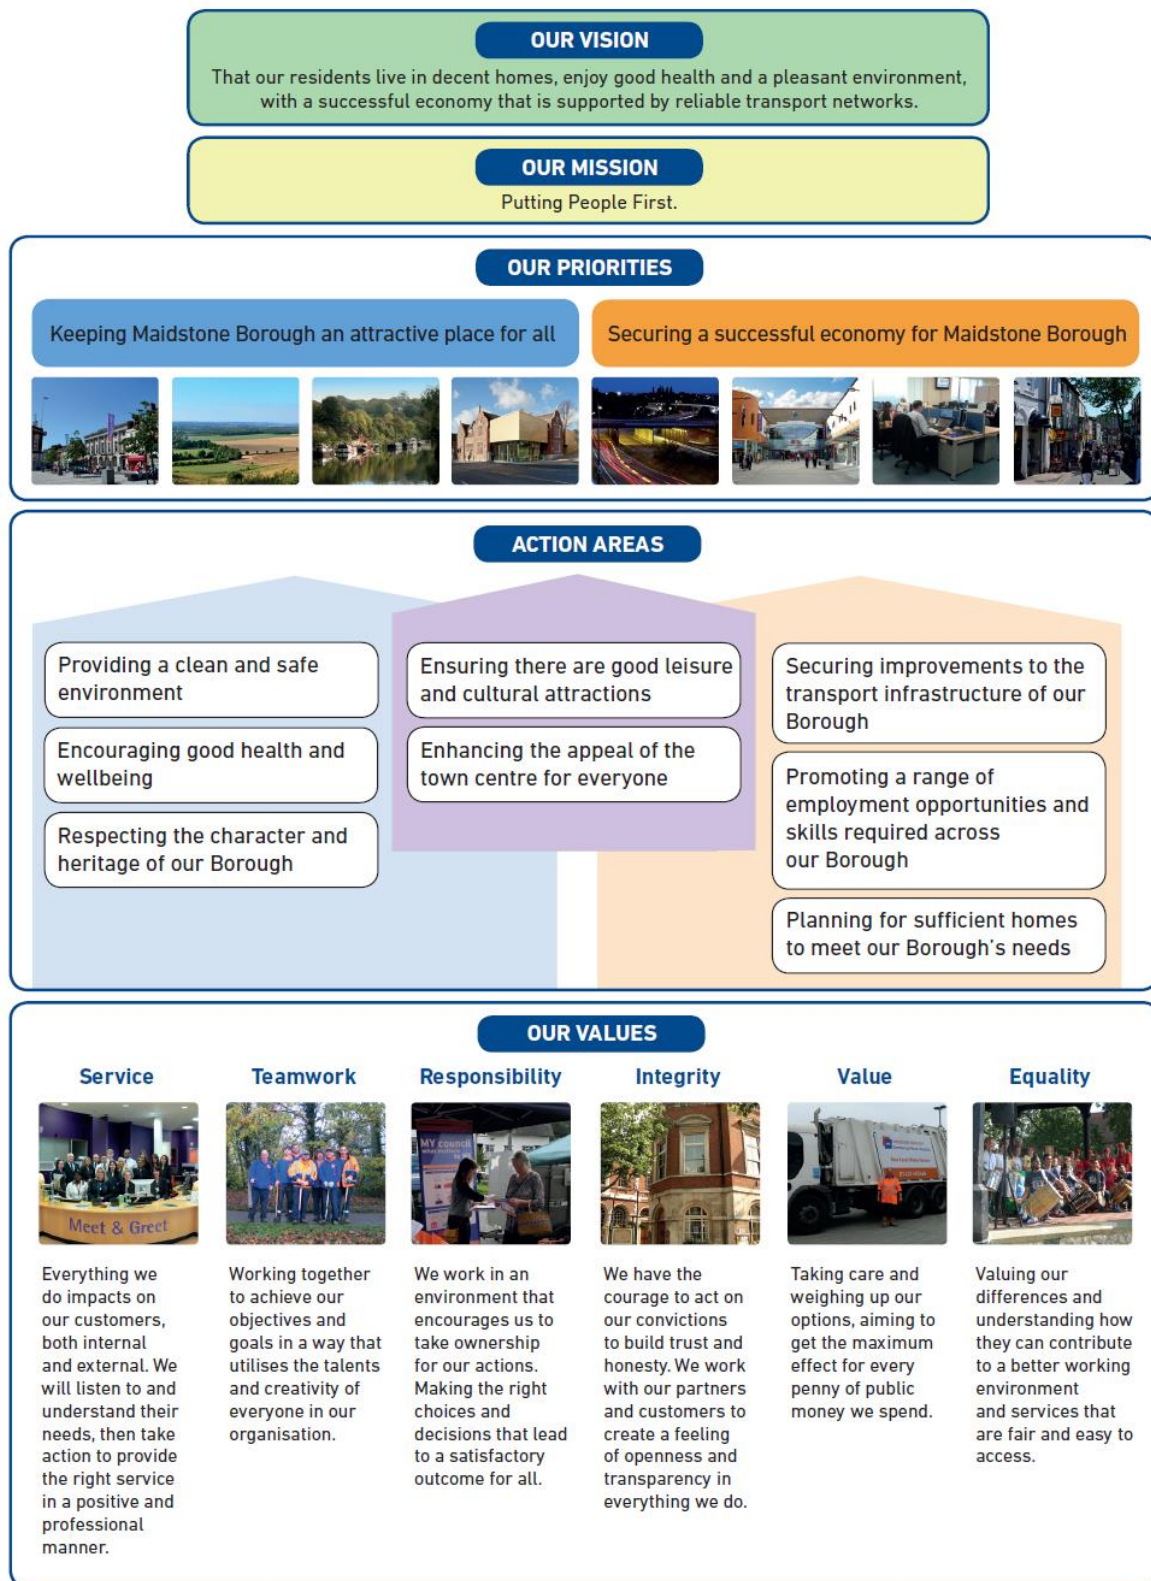 OUR VISION
That our residents live in decent homes, enjoy good health and a pleasant environment,
with a successful economy that is supported by reliable transport networks.
OUR MISSION
Putting People First.
OUR PRIORITIES
Keeping Maidstone Borough an attractive place for all
Securing a successful economy for Maidstone Borough
ACTION AREAS
Providing a clean and safe
environment
Encouraging good health and
wellbeing
Respecting the character and
heritage of our Borough
Ensuring there are good leisure
and cultural attractions
Enhancing the appeal of the
town centre for everyone
Securing improvements to the
transport infrastructure of our
Borough
Promoting a range of
employment opportunities and
skills required across
our Borough
Planning for sufficient homes
to meet our Borough's needs
OUR VALUES
Service
Meet & Greet
Everything we
do impacts on
our customers,
both internal
and external. We
will listen to and
understand their
needs, then take
action to provide
the right service
in a positive and
professional
manner.
Teamwork
Working together
to achieve our
objectives and
goals in a way that
utilises the talents
and creativity of
everyone in our
organisation.
Responsibility
MY council
We work in an
environment that
encourages us to
take ownership
for our actions.
Making the right
choices and
decisions that lead
to a satisfactory
outcome for all.
Integrity
We have the
courage to act on
our convictions
to build trust and
honesty. We work
with our partners
and customers to
create a feeling
of openness and
transparency in
everything we do.
Value
Taking care and
weighing up our
options, aiming to
get the maximum
effect for every
penny of public
money we spend.
Equality
Valuing our
differences and
understanding how
they can contribute
to a better working
environment
and services that
are fair and easy to
access.